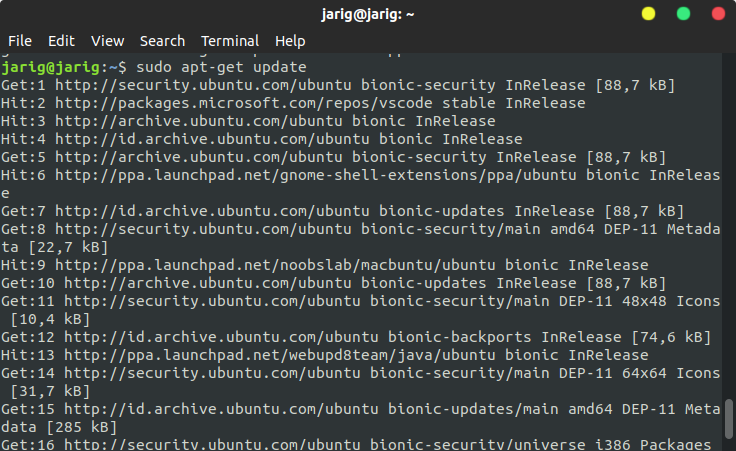 jarig@jarig: ~
File Edit View Search Terminal Help
jarig@jarig:~$ sudo apt-get update
Get:1 http://security.ubuntu.com/ubuntu bionic-security InRelease [88,7 kB]
Hit:2 http://packages.microsoft.com/repos/vscode stable InRelease
Hit:3 http://archive.ubuntu.com/ubuntu bionic InRelease
Hit:4 http://id.archive.ubuntu.com/ubuntu bionic InRelease
Get:5 http://archive.ubuntu.com/ubuntu bionic-security InRelease [88,7 kB]
Hit:6 http://ppa.launchpad.net/gnome-shell-extensions/ppa/ubuntu bionic InReleas
e
Get:7 http://id.archive.ubuntu.com/ubuntu bionic-updates InRelease [88,7 kB]
Get:8 http://security.ubuntu.com/ubuntu bionic-security/main amd64 DEP-11 Metada
ta [22,7 kB]
Hit:9 http://ppa.launchpad.net/noobslab/macbuntu/ubuntu bionic InRelease
Get:10 http://archive.ubuntu.com/ubuntu bionic-updates InRelease [88,7 kB]
Get:11 http://security.ubuntu.com/ubuntu bionic-security/main DEP-11 48x48 Icons
 [10,4 kB]
Get:12 http://id.archive.ubuntu.com/ubuntu bionic-backports InRelease [74,6 kB]
Hit:13 http://ppa.launchpad.net/webupd8team/java/ubuntu bionic InRelease
Get:14 http://security.ubuntu.com/ubuntu bionic-security/main DEP-11 64x64 Icons
 [31,7 kB]
Get:15 http://id.archive.ubuntu.com/ubuntu bionic-updates/main amd64 DEP-11 Meta
data [285 kB]
Get:16 http://security.ubuntu.com/ubuntu bionic-security/universe i386 Packages